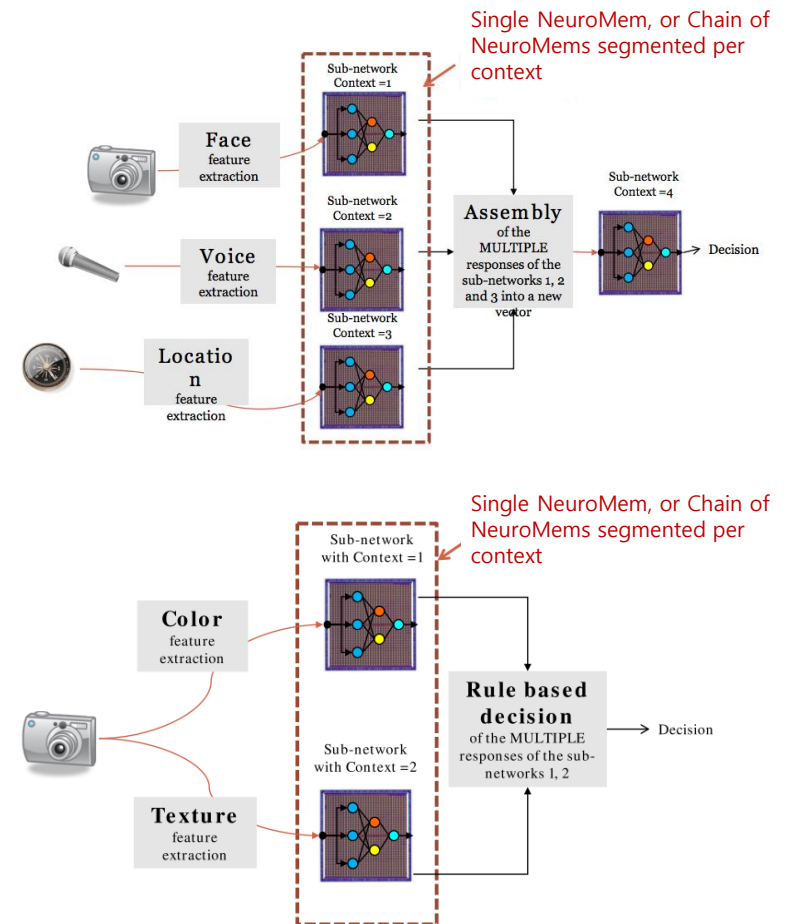 Single NeuroMem, or Chain of
NeuroMems segmented per
context
Sub-network
Context =1
Face
feature
extraction
Sub-network
Context =2
Voice
feature
extraction
Sub-network
Context =3
Locatio
n
feature
extraction
Assembly
of the
MULTIPLE
responses of the
sub-networks 1, 2
and 3 into a new
vector
Sub-network
Context =4
Decision
Single NeuroMem, or Chain of
NeuroMems segmented per
context
Sub-network
with Context =1
Color
feature
extraction
Sub-network
with Context =2
Texture
feature
extraction
Rule based
decision
of the MULTIPLE
responses of the sub-
networks 1, 2
Decision